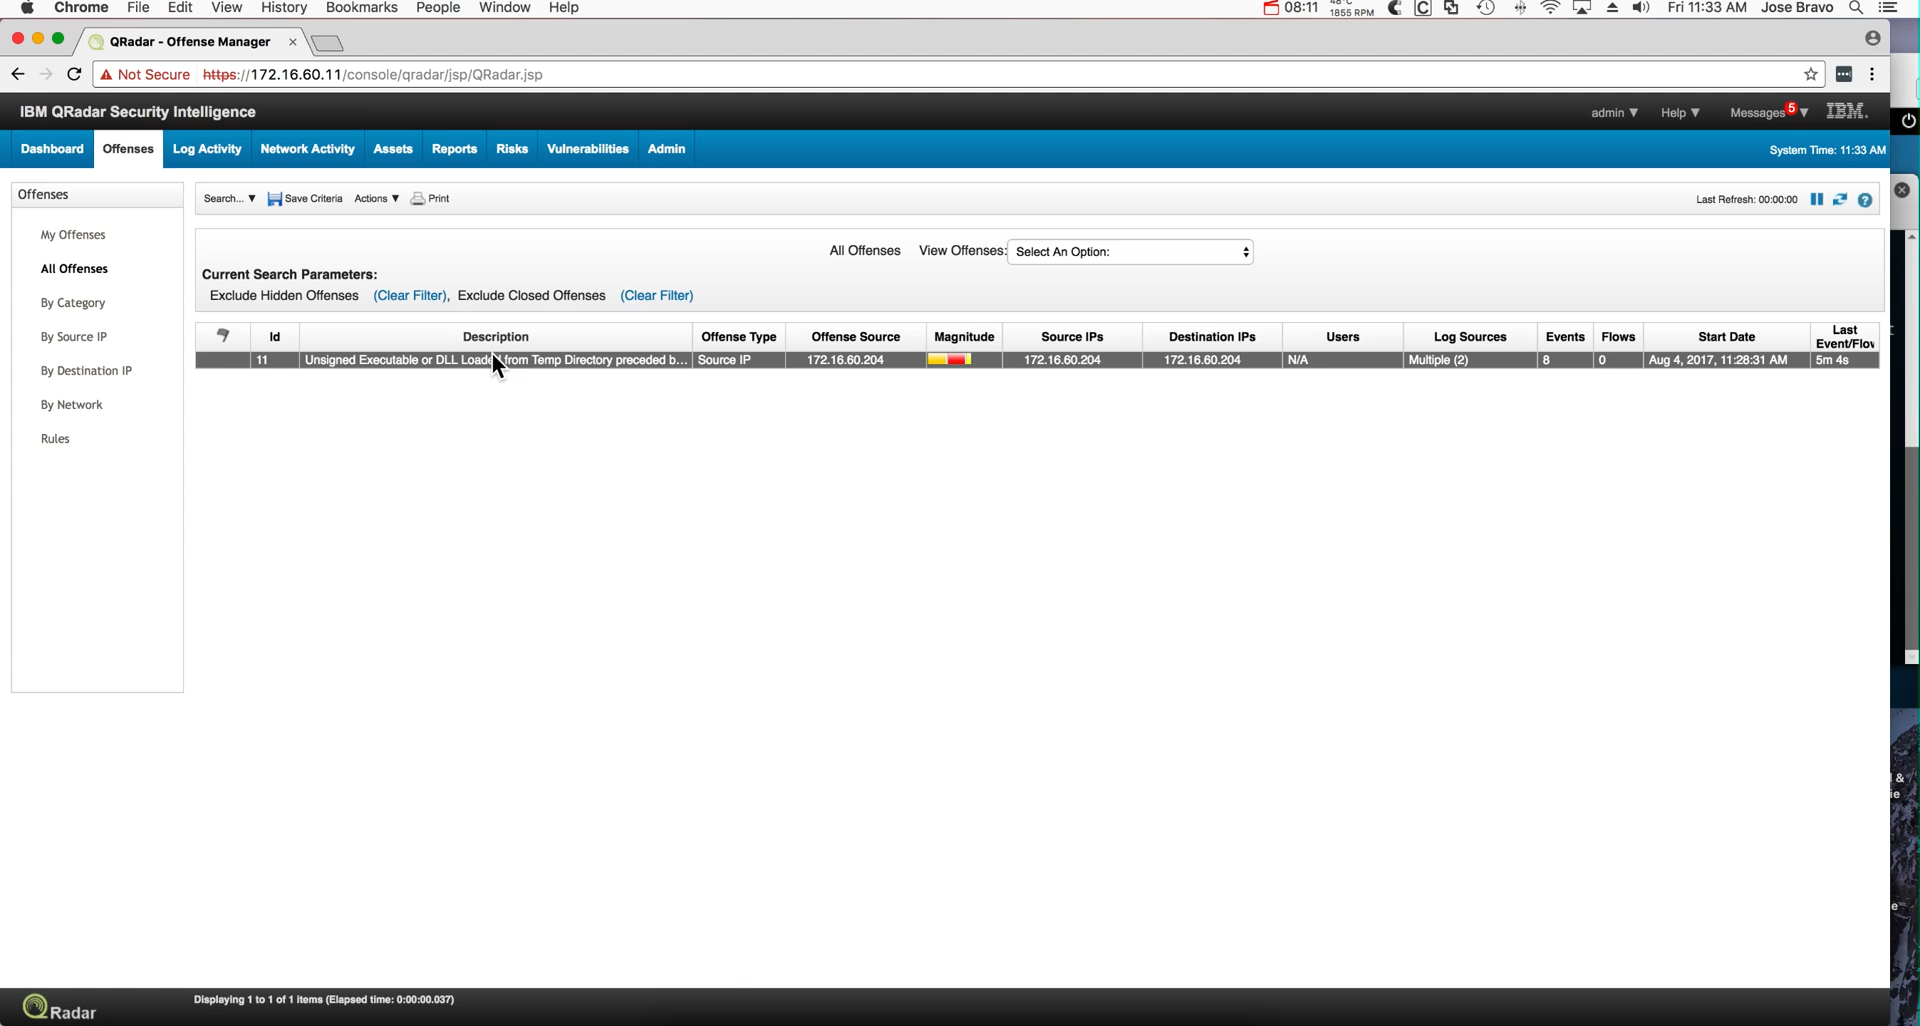 Chrome File Edit View History Bookmarks People Window Help 08:11 48°C 1855 RPM Fri 11:33 AM Jose Bravo
QRadar - Offense Manager
Not Secure https://172.16.60.11/console/qradar/jsp/QRadar.jsp
IBM QRadar Security Intelligence admin ▼ Help ▼ Messages 5 ▼ IBM.
Dashboard Offenses Log Activity Network Activity Assets Reports Risks Vulnerabilities Admin System Time: 11:33 AM
Offenses
My Offenses
All Offenses
By Category
By Source IP
By Destination IP
By Network
Rules
Search... ▼ Save Criteria Actions ▼ Print Last Refresh: 00:00:00
All Offenses View Offenses: Select An Option:
Current Search Parameters:
Exclude Hidden Offenses (Clear Filter), Exclude Closed Offenses (Clear Filter)
Id Description Offense Type Offense Source Magnitude Source IPs Destination IPs Users Log Sources Events Flows Start Date Last Event/Flow
11 Unsigned Executable or DLL Loaded from Temp Directory preceded b... Source IP 172.16.60.204 172.16.60.204 172.16.60.204 N/A Multiple (2) 8 0 Aug 4, 2017, 11:28:31 AM 5m 4s
QRadar
Displaying 1 to 1 of 1 items (Elapsed time: 0:00:00.037)